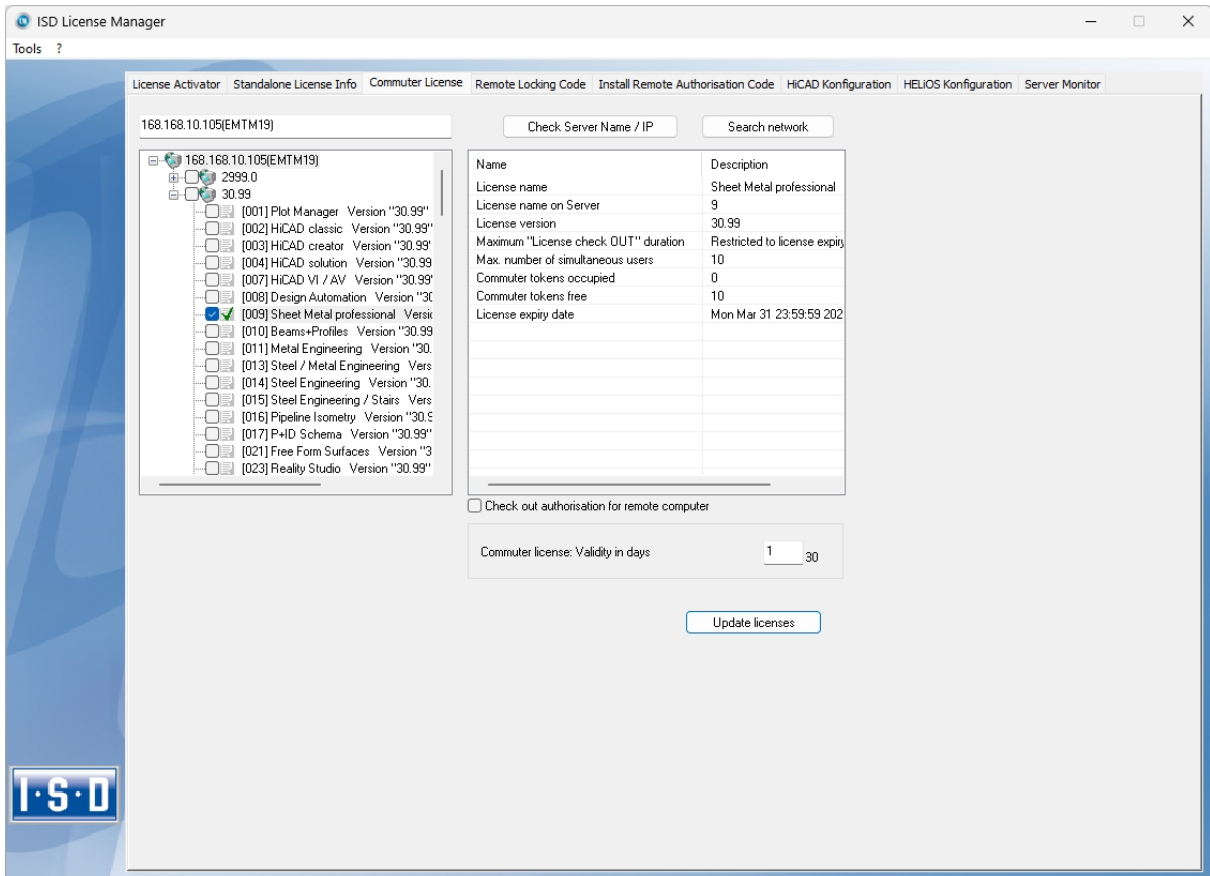 ISD License Manager
Tools ?
License Activator Standalone License Info Commuter License Remote Locking Code Install Remote Authorisation Code HiCAD Konfiguration HELiOS Konfiguration Server Monitor
168.168.10.105(EMTM19) Check Server Name / IP Search network
168.168.10.105(EMTM19)
2999.0
30.99
[001] Plot Manager Version "30.99"
[002] HiCAD classic Version "30.99"
[003] HiCAD creator Version "30.99'
[004] HiCAD solution Version "30.99
[007] HiCAD VI / AV Version "30.99'
[008] Design Automation Version "30
[009] Sheet Metal professional Versio
[010] Beams+Profiles Version "30.99
[011] Metal Engineering Version "30.
[013] Steel / Metal Engineering Vers
[014] Steel Engineering Version "30.
[015] Steel Engineering / Stairs Vers
[016] Pipeline Isometry Version "30.9
[017] P+ID Schema Version "30.99"
[021] Free Form Surfaces Version "3
[023] Reality Studio Version "30.99"
Name Description
License name Sheet Metal professional
License name on Server 9
License version 30.99
Maximum "License check OUT" duration Restricted to license expiry
Max. number of simultaneous users 10
Commuter tokens occupied 0
Commuter tokens free 10
License expiry date Mon Mar 31 23:59:59 202
Check out authorisation for remote computer
Commuter license: Validity in days 1 30
Update licenses
I·S·D